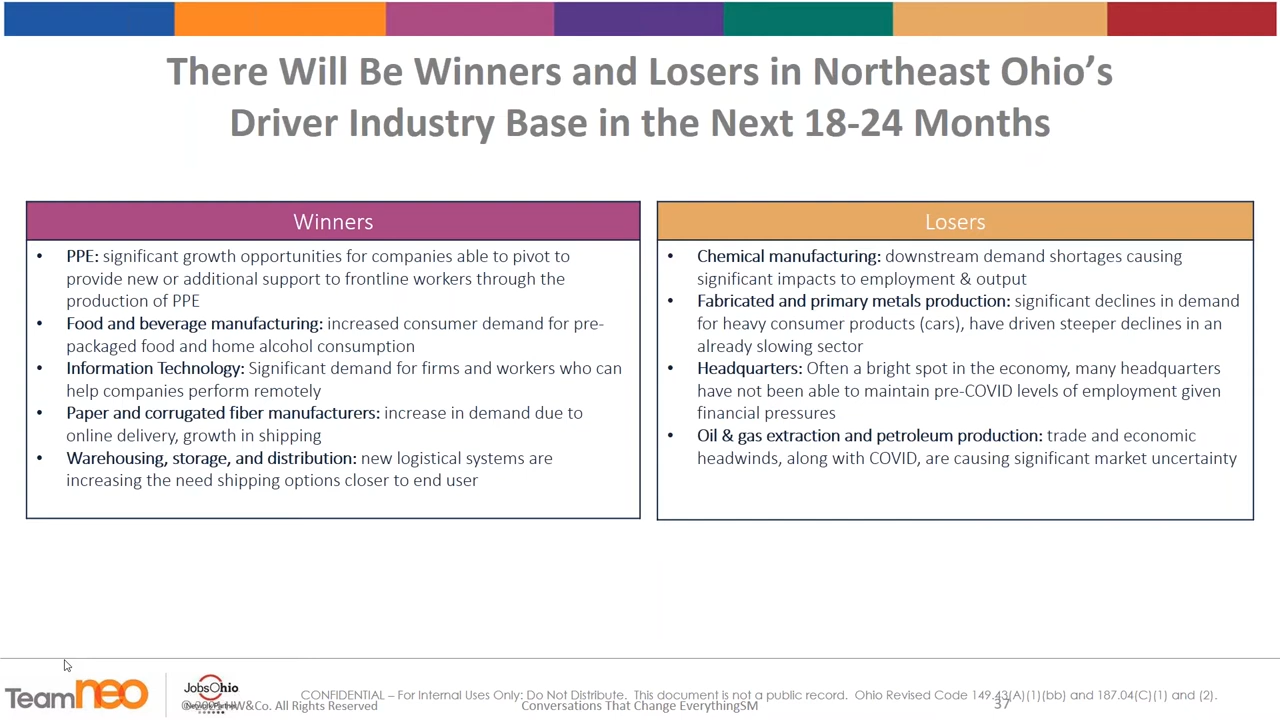 There Will Be Winners and Losers in Northeast Ohio's
Driver Industry Base in the Next 18-24 Months
Winners
• PPE: significant growth opportunities for companies able to pivot to
provide new or additional support to frontline workers through the
production of PPE
• Food and beverage manufacturing: increased consumer demand for pre-
packaged food and home alcohol consumption
• Information Technology: Significant demand for firms and workers who can
help companies perform remotely
• Paper and corrugated fiber manufacturers: increase in demand due to
online delivery, growth in shipping
• Warehousing, storage, and distribution: new logistical systems are
increasing the need shipping options closer to end user
Losers
• Chemical manufacturing: downstream demand shortages causing
significant impacts to employment & output
• Fabricated and primary metals production: significant declines in demand
for heavy consumer products (cars), have driven steeper declines in an
already slowing sector
• Headquarters: Often a bright spot in the economy, many headquarters
have not been able to maintain pre-COVID levels of employment given
financial pressures
• Oil & gas extraction and petroleum production: trade and economic
headwinds, along with COVID, are causing significant market uncertainty
Teamneo
JobsOhio
CONFIDENTIAL – For Internal Uses Only: Do Not Distribute. This document is not a public record. Ohio Revised Code 149.43(A)(1)(bb) and 187.04(C)(1) and (2).
HW&Co. All Rights Reserved
Conversations That Change EverythingSM
37